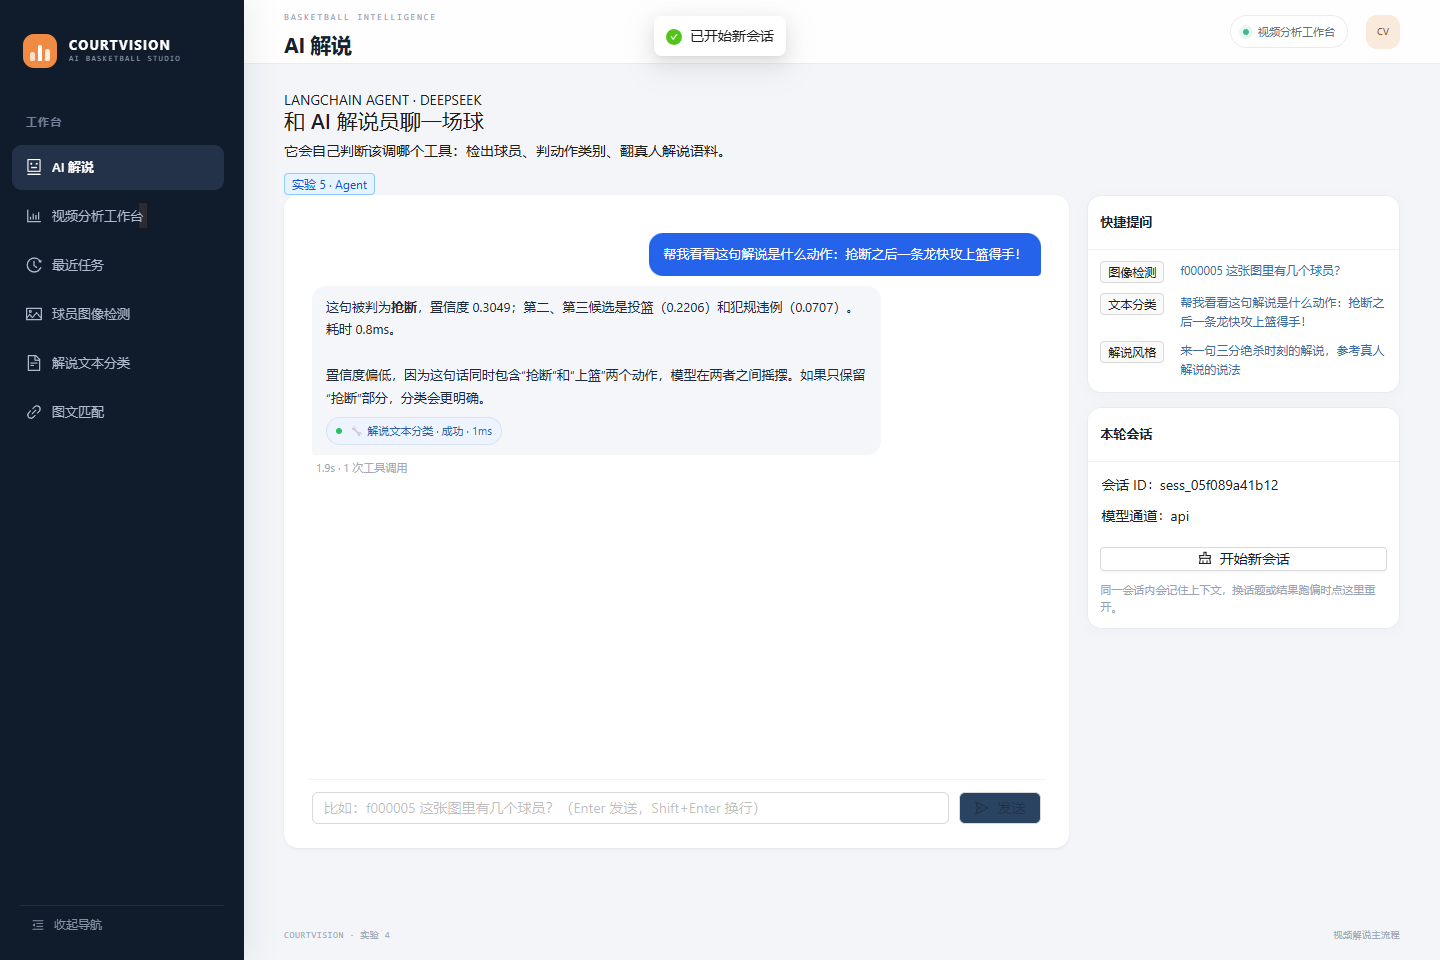 COURTVISION
AI BASKETBALL STUDIO
工作台
AI 解说
视频分析工作台
最近任务
球员图像检测
解说文本分类
图文匹配
收起导航
BASKETBALL INTELLIGENCE
AI 解说
已开始新会话
视频分析工作台
CV
LANGCHAIN AGENT · DEEPSEEK
和 AI 解说员聊一场球
它会自己判断该调哪个工具：检出球员、判动作类别、翻真人解说语料。
实验 5 · Agent
帮我看看这句解说是什么动作：抢断之后一条龙快攻上篮得手！
这句被判为抢断，置信度 0.3049；第二、第三候选是投篮（0.2206）和犯规违例（0.0707）。
耗时 0.8ms。
置信度偏低，因为这句话同时包含“抢断”和“上篮”两个动作，模型在两者之间摇摆。如果只保留
“抢断”部分，分类会更明确。
解说文本分类 · 成功 · 1ms
1.9s · 1 次工具调用
比如：f000005 这张图里有几个球员？（Enter 发送，Shift+Enter 换行）
发送
快捷提问
图像检测
f000005 这张图里有几个球员？
文本分类
帮我看看这句解说是什么动作：抢断之
后一条龙快攻上篮得手！
解说风格
来一句三分绝杀时刻的解说，参考真人
解说的说法
本轮会话
会话 ID：sess_05f089a41b12
模型通道：api
开始新会话
同一会话内会记住上下文，换话题或结果跑偏时点这里重
开。
COURTVISION · 实验 4
视频解说主流程